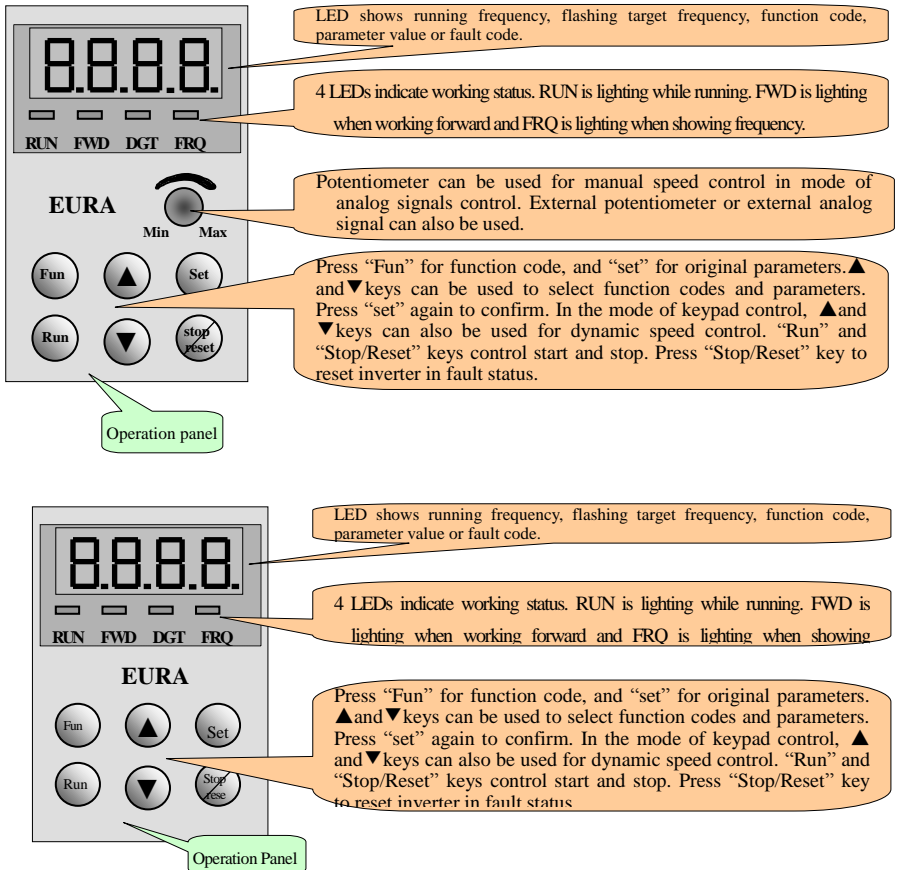 LED shows running frequency, flashing target frequency, function code,
parameter value or fault code.
8.8.8.8.
4 LEDs indicate working status. RUN is lighting while running. FWD is lighting
when working forward and FRQ is lighting when showing frequency.
RUN FWD DGT FRQ
Potentiometer can be used for manual speed control in mode of
analog signals control. External potentiometer or external analog
signal can also be used.
EURA
Min Max
Press “Fun” for function code, and “set” for original parameters.▲
and▼keys can be used to select function codes and parameters.
Press “set” again to confirm. In the mode of keypad control, ▲and
▼keys can also be used for dynamic speed control. “Run” and
“Stop/Reset” keys control start and stop. Press “Stop/Reset” key to
reset inverter in fault status.
Fun ▲ Set
Run ▼ stop
reset
Operation panel
LED shows running frequency, flashing target frequency, function code,
parameter value or fault code.
8.8.8.8.
4 LEDs indicate working status. RUN is lighting while running. FWD is
lighting when working forward and FRQ is lighting when showing
RUN FWD DGT FRQ
EURA
Press “Fun” for function code, and “set” for original parameters.
▲and▼keys can be used to select function codes and parameters.
Press “set” again to confirm. In the mode of keypad control, ▲
and▼keys can also be used for dynamic speed control. “Run” and
“Stop/Reset” keys control start and stop. Press “Stop/Reset” key
to reset inverter in fault status
Fun ▲ Set
Run ▼ Stop
rese
Operation Panel